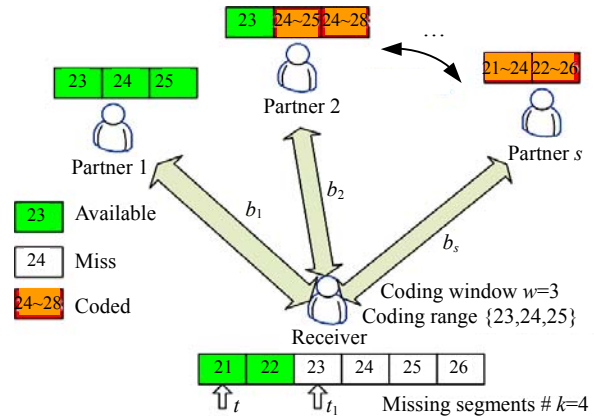 23 24~25 24~28
...
23 24 25
21~24 22~26
Partner 2
Partner 1
Partner s
23 Available
b1
b2
bs
24 Miss
24~28 Coded
Coding window w=3
Coding range {23,24,25}
Receiver
21 22 23 24 25 26
t
t1
Missing segments # k=4